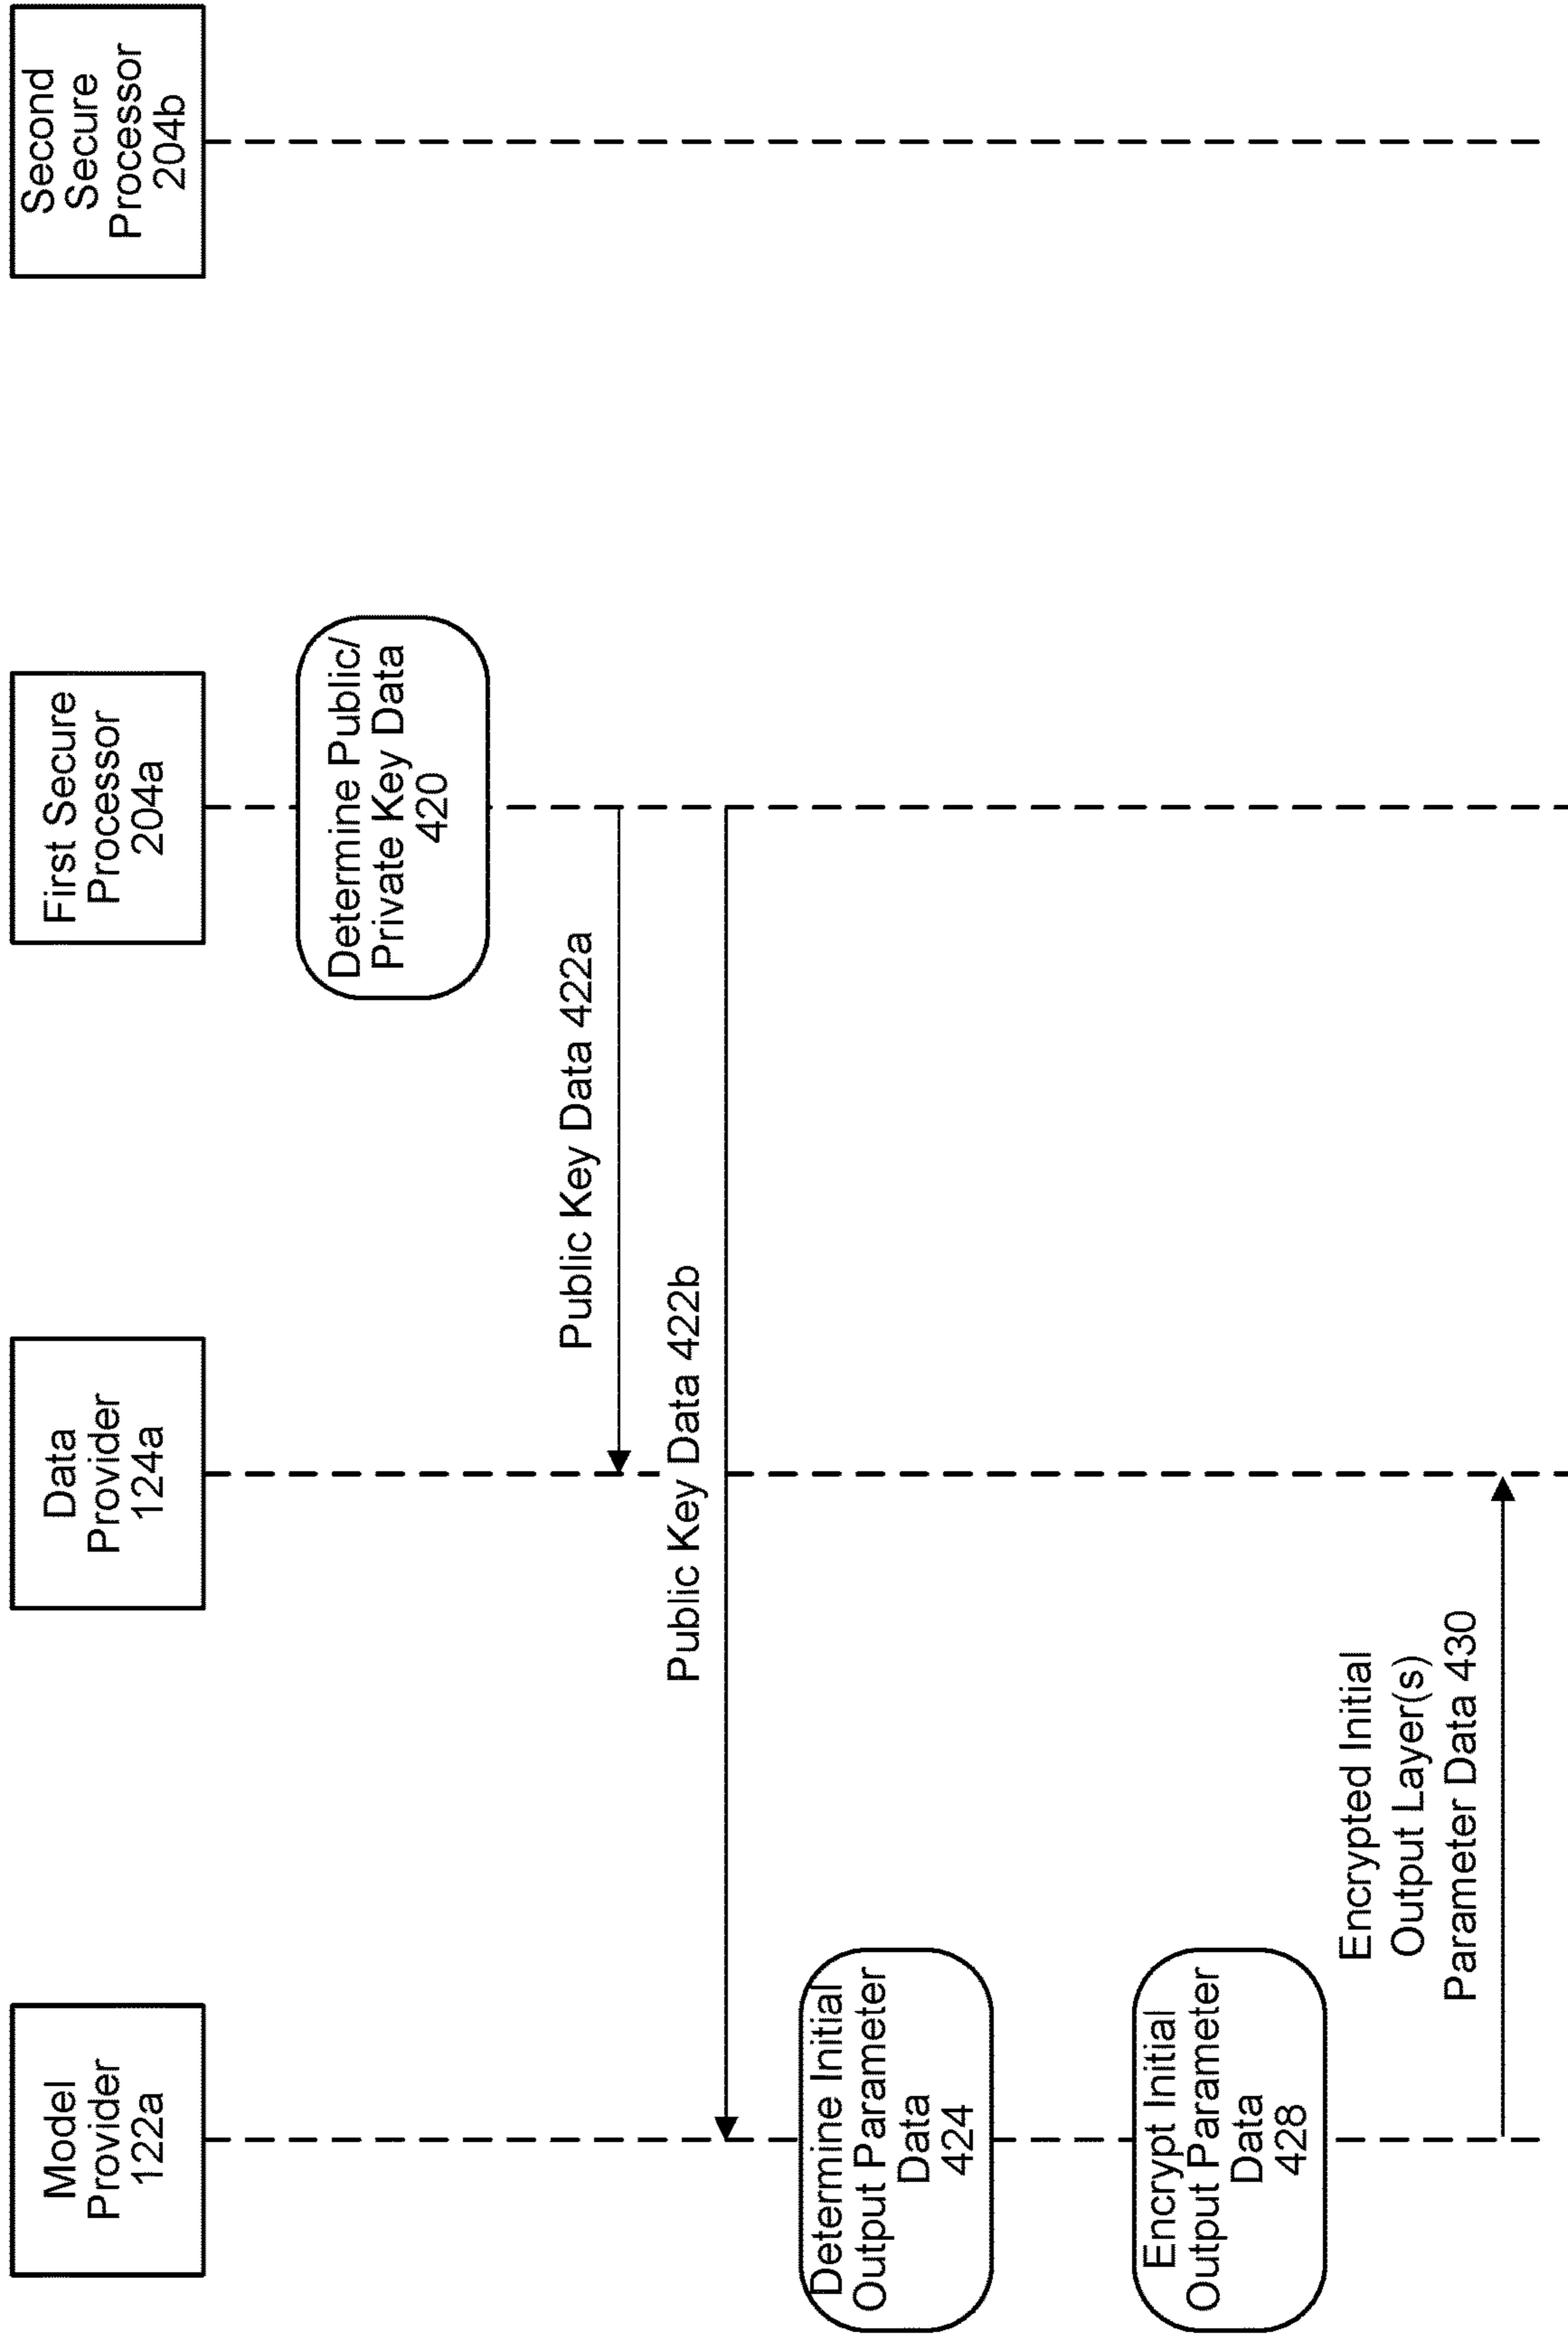 Model
Provider
122a
Data
Provider
124a
First Secure
Processor
204a
Second
Secure
Processor
204b
Determine Public/
Private Key Data
420
Public Key Data 422a
Public Key Data 422b
Determine Initial
Output Parameter
Data
424
Encrypt Initial
Output Parameter
Data
428
Encrypted Initial
Output Layer(s)
Parameter Data 430